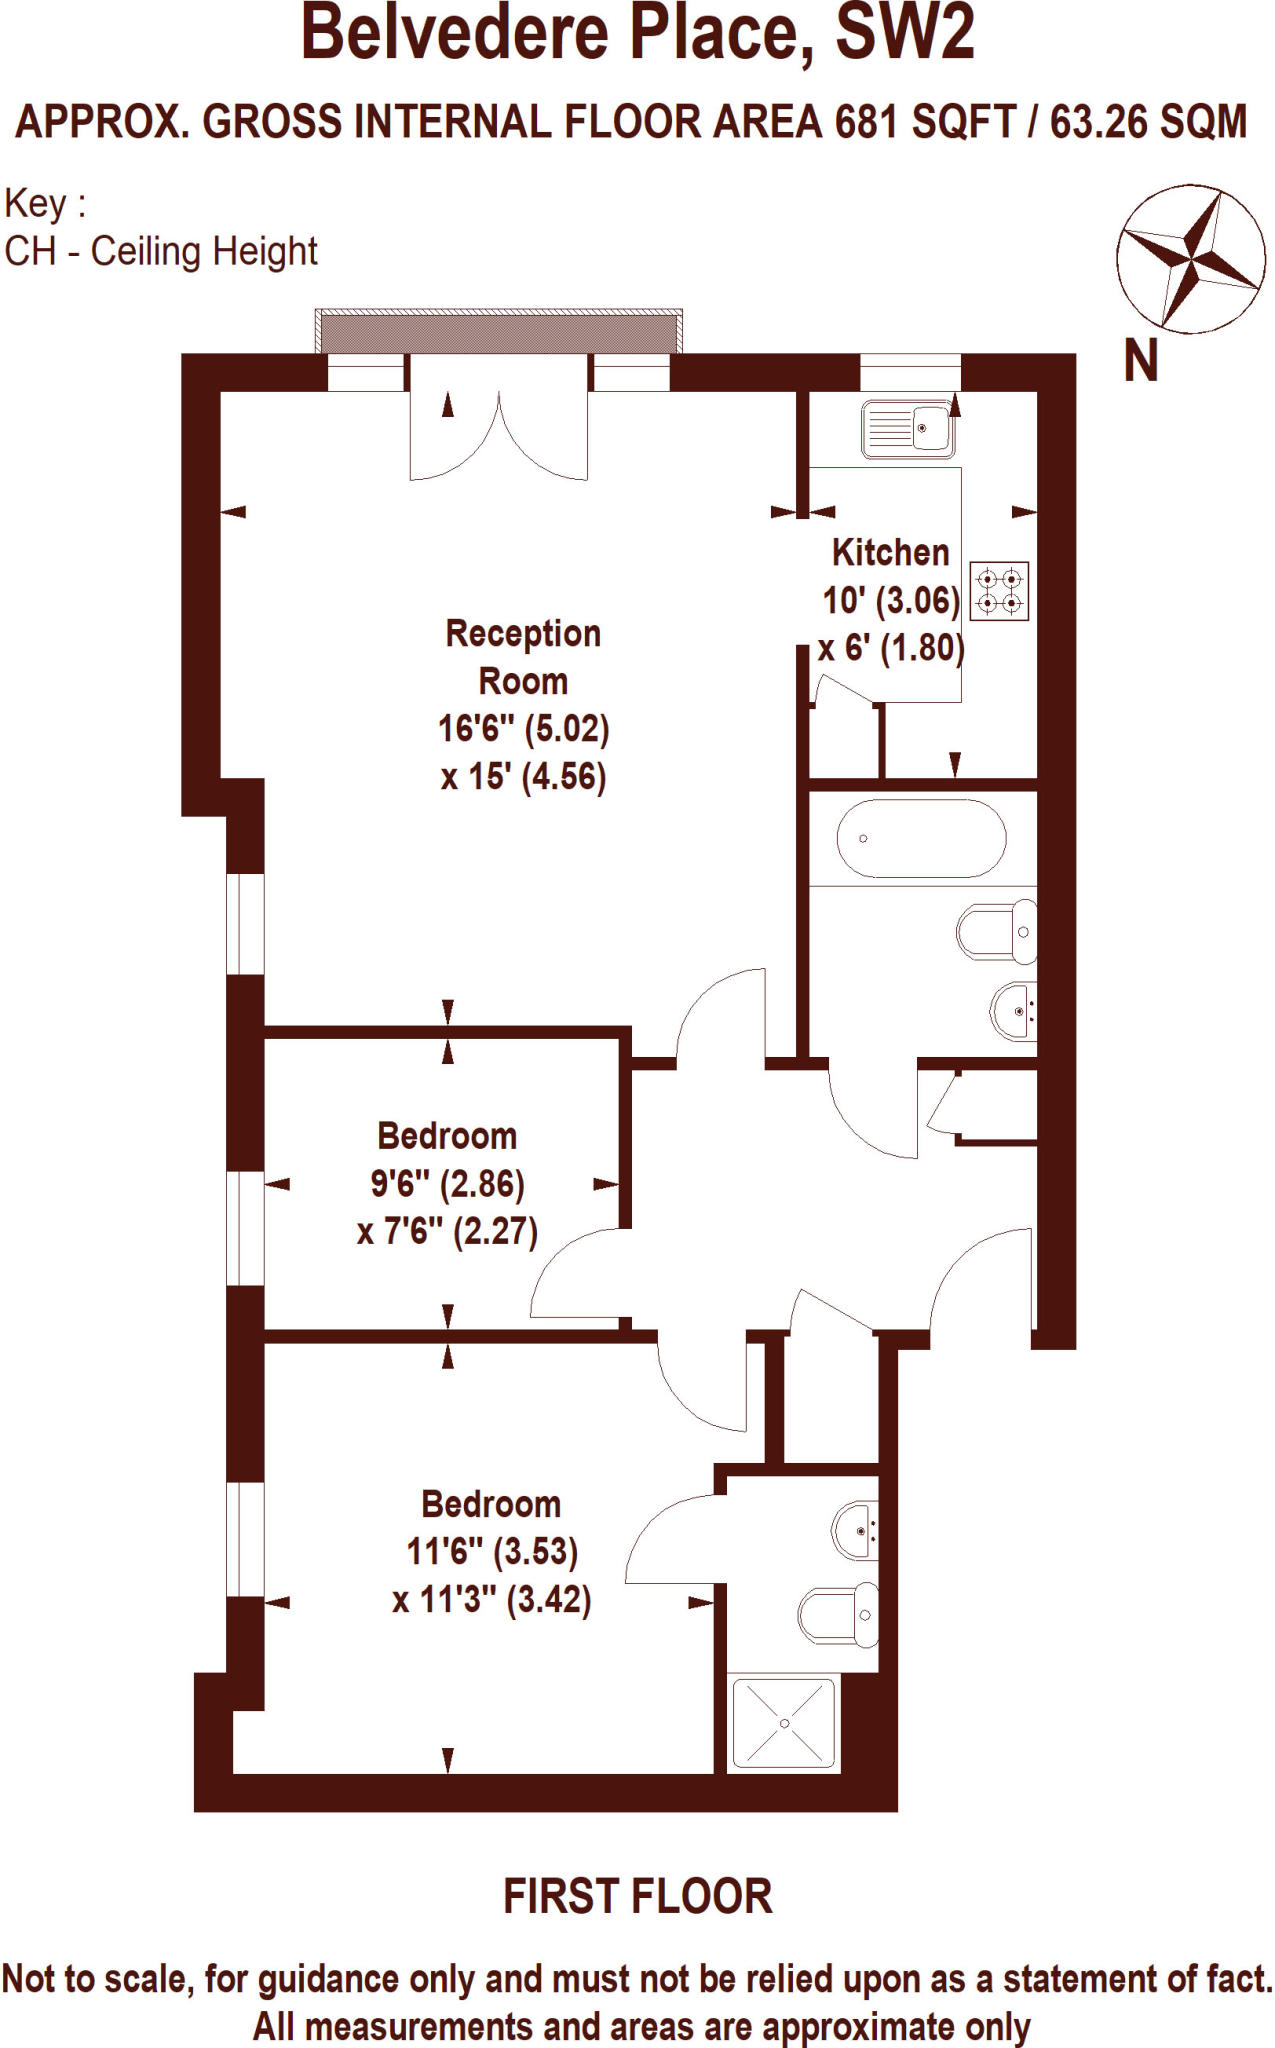 Belvedere Place, SW2
APPROX. GROSS INTERNAL FLOOR AREA 681 SQFT / 63.26 SQM
Key :
CH - Ceiling Height
N
Kitchen
10' (3.06)
x 6' (1.80)
Reception
Room
16'6" (5.02)
x 15' (4.56)
Bedroom
9'6" (2.86)
x 7'6" (2.27)
Bedroom
11'6" (3.53)
x 11'3" (3.42)
FIRST FLOOR
Not to scale, for guidance only and must not be relied upon as a statement of fact.
All measurements and areas are approximate only